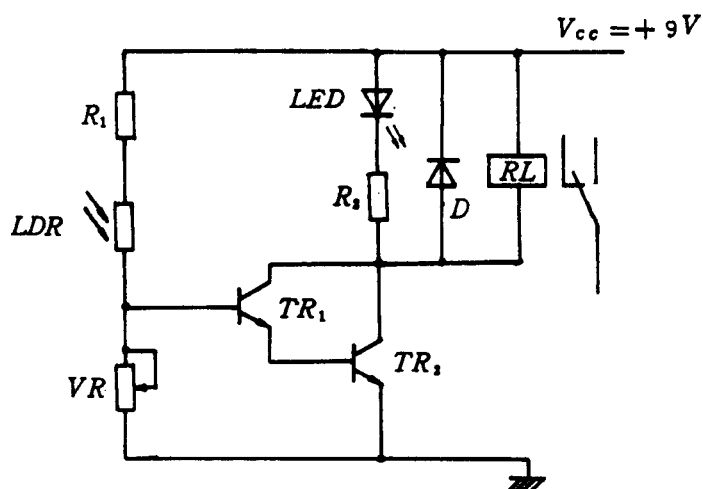 Vcc=+9V
LED
R₁
R₂
D
RL
LDR
TR₁
TR₂
VR